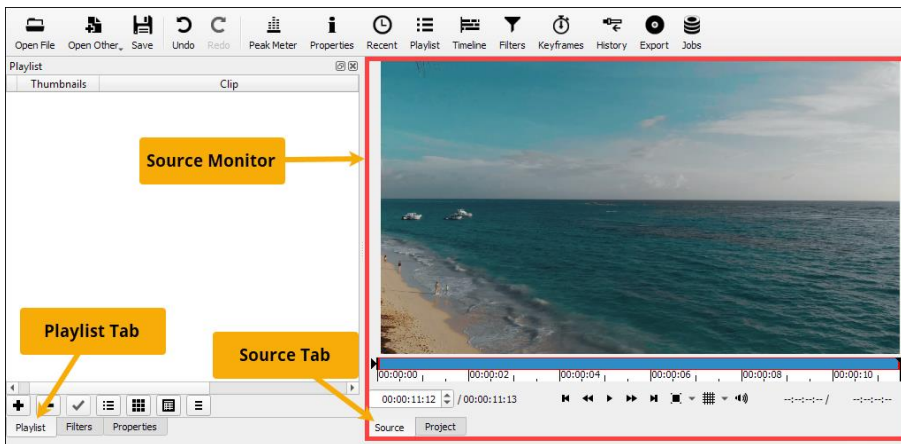 Open File Open Other Save Undo Redo Peak Meter Properties Recent Playlist Timeline Filters Keyframes History Export Jobs
Playlist
Thumbnails Clip
Source Monitor
Playlist Tab
Source Tab
00:00:00 00:00:02 00:00:04 00:00:06 00:00:08 00:00:10
00:00:11:12 / 00:00:11:13 --:--:--:-- / --:--:--:--
Playlist Filters Properties Source Project